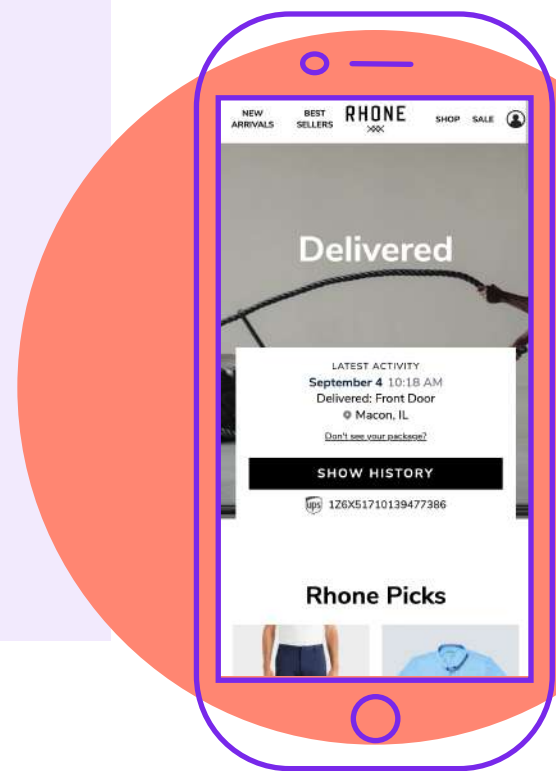 NEW ARRIVALS
BEST SELLERS
RHONE
SHOP
SALE
Delivered
LATEST ACTIVITY
September 4 10:18 AM
Delivered: Front Door
Macon, IL
Don't see your package?
SHOW HISTORY
ups 1Z6X51710139477386
Rhone Picks